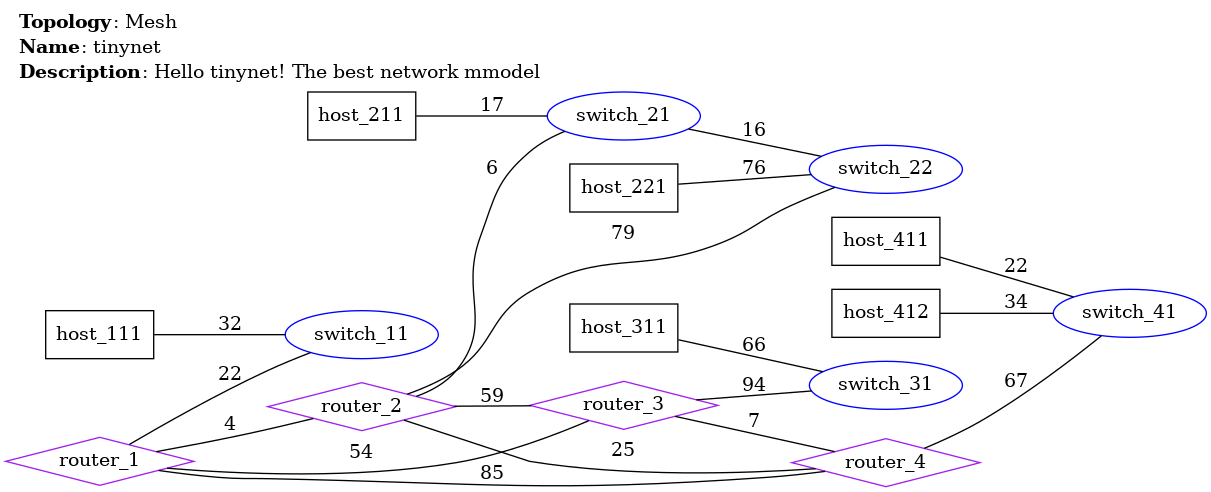 Topology: Mesh
Name: tinynet
Description: Hello tinynet! The best network mmodel
host_211
17
switch_21
16
switch_22
6
host_221
76
79
host_411
22
host_412
34
switch_41
host_111
32
switch_11
host_311
66
switch_31
22
94
67
router_2
59
router_3
4
7
54
25
router_1
85
router_4